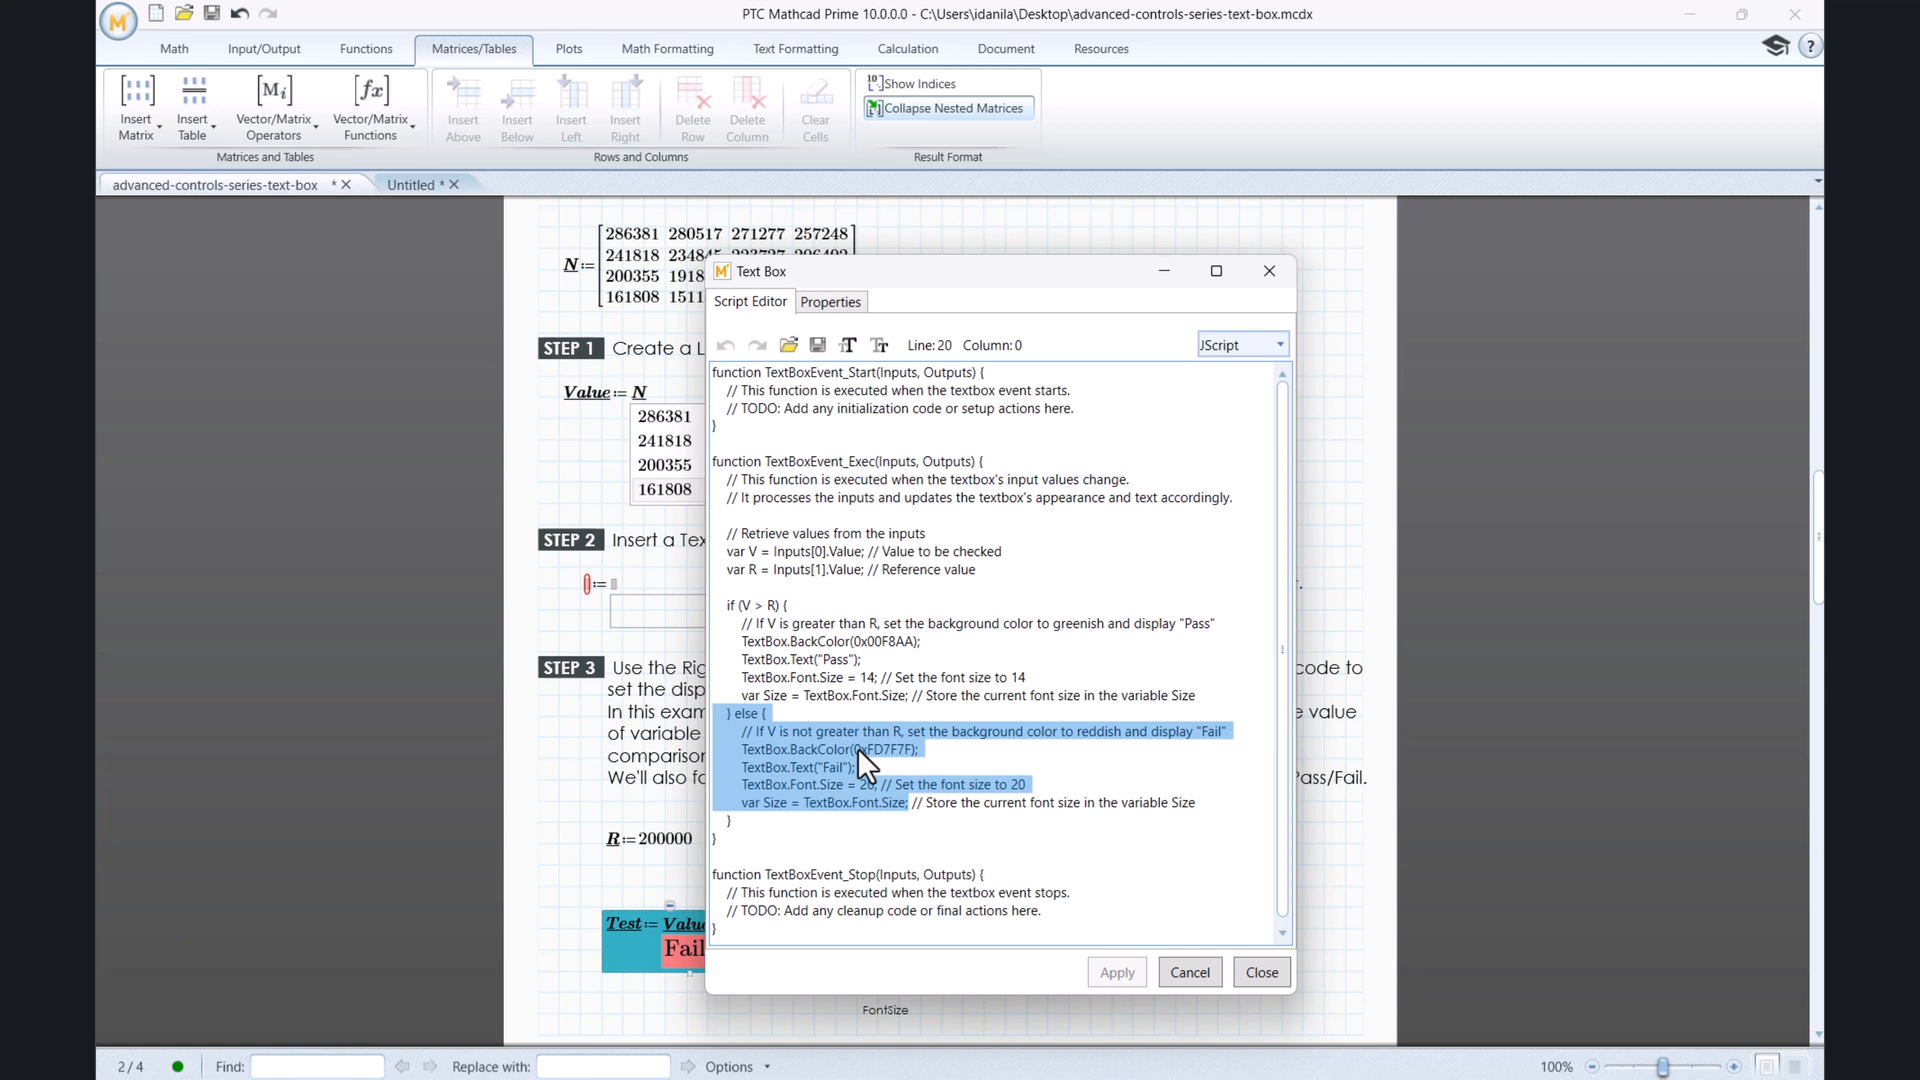 PTC Mathcad Prime 10.0.0.0 - C:\Users\idanila\Desktop\advanced-controls-series-text-box.mcdx
Math Input/Output Functions Matrices/Tables Plots Math Formatting Text Formatting Calculation Document Resources
Insert Matrix
Insert Table
Vector/Matrix Operators
Vector/Matrix Functions
Matrices and Tables
Insert Above
Insert Below
Insert Left
Insert Right
Delete Row
Delete Column
Clear Cells
Rows and Columns
Show Indices
Collapse Nested Matrices
Result Format
advanced-controls-series-text-box *
Untitled *
N:=
286381 280517 271277 257248
241818
200355
161808
STEP 1 Create a L
Value:= N
286381
241818
200355
161808
STEP 2 Insert a Tex
:=
STEP 3 Use the Rig
code to
set the disp
In this exam
e value
of variable
comparisor
We'll also fo
Pass/Fail.
R:=200000
Test:= Valu
Fail
FontSize
Text Box
Script Editor Properties
Line: 20 Column: 0
JScript
function TextBoxEvent_Start(Inputs, Outputs) {
// This function is executed when the textbox event starts.
// TODO: Add any initialization code or setup actions here.
}
function TextBoxEvent_Exec(Inputs, Outputs) {
// This function is executed when the textbox's input values change.
// It processes the inputs and updates the textbox's appearance and text accordingly.
// Retrieve values from the inputs
var V = Inputs[0].Value; // Value to be checked
var R = Inputs[1].Value; // Reference value
if (V > R) {
// If V is greater than R, set the background color to greenish and display "Pass"
TextBox.BackColor(0x00F8AA);
TextBox.Text("Pass");
TextBox.Font.Size = 14; // Set the font size to 14
var Size = TextBox.Font.Size; // Store the current font size in the variable Size
} else {
// If V is not greater than R, set the background color to reddish and display "Fail"
TextBox.BackColor(0xFD7F7F);
TextBox.Text("Fail");
TextBox.Font.Size = 20; // Set the font size to 20
var Size = TextBox.Font.Size; // Store the current font size in the variable Size
}
}
function TextBoxEvent_Stop(Inputs, Outputs) {
// This function is executed when the textbox event stops.
// TODO: Add any cleanup code or final actions here.
}
Apply Cancel Close
2 / 4 Find: Replace with: Options 100%